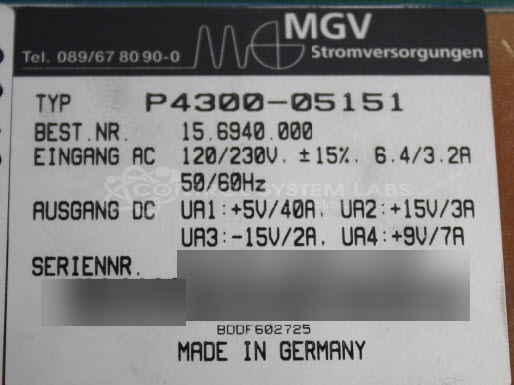 MGV
Tel. 089/67 80 90-0 Stromversorgungen
TYP P4300-05151
BEST.NR. 15.6940.000
EINGANG AC 120/230V. ±15%. 6.4/3.2A
50/60Hz
AUSGANG DC UA1:+5V/40A. UA2:+15V/3A
UA3:-15V/2A. UA4:+9V/7A
SERIENNR.
BDDF602725
MADE IN GERMANY